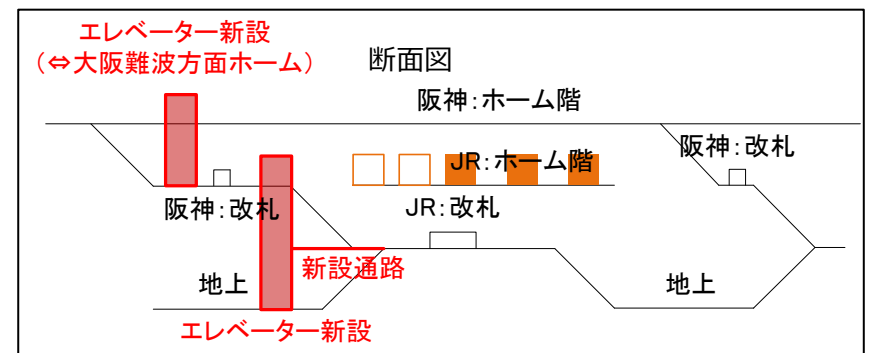 エレベーター新設
（⇔大阪難波方面ホーム）
断面図
阪神：ホーム階
JR：ホーム階
阪神：改札
阪神：改札
JR：改札
新設通路
地上
地上
エレベーター新設